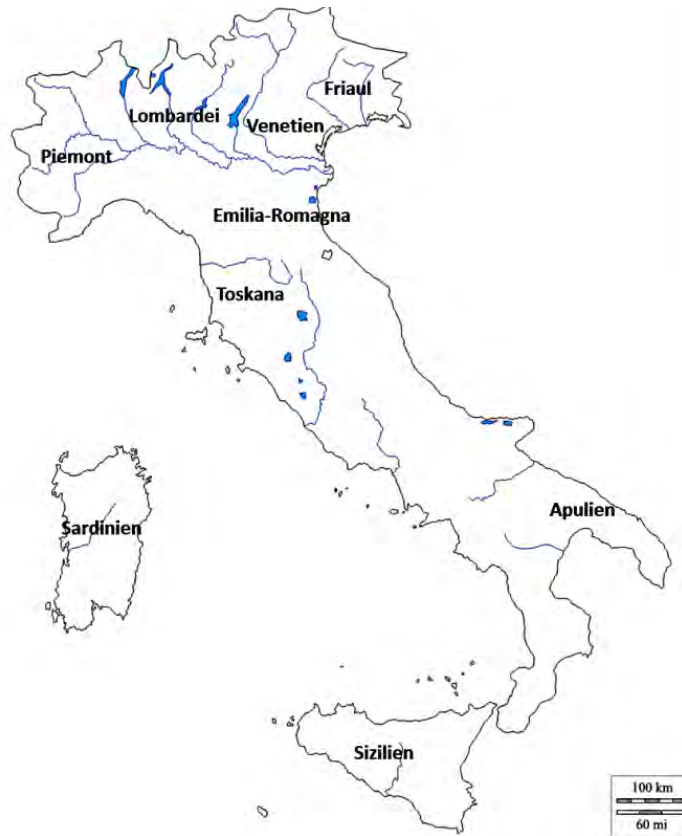 Friaul
Lombardei
Venetien
Piemont
Emilia-Romagna
Toskana
Apulien
Sardinien
Sizilien
100 km
60 mi